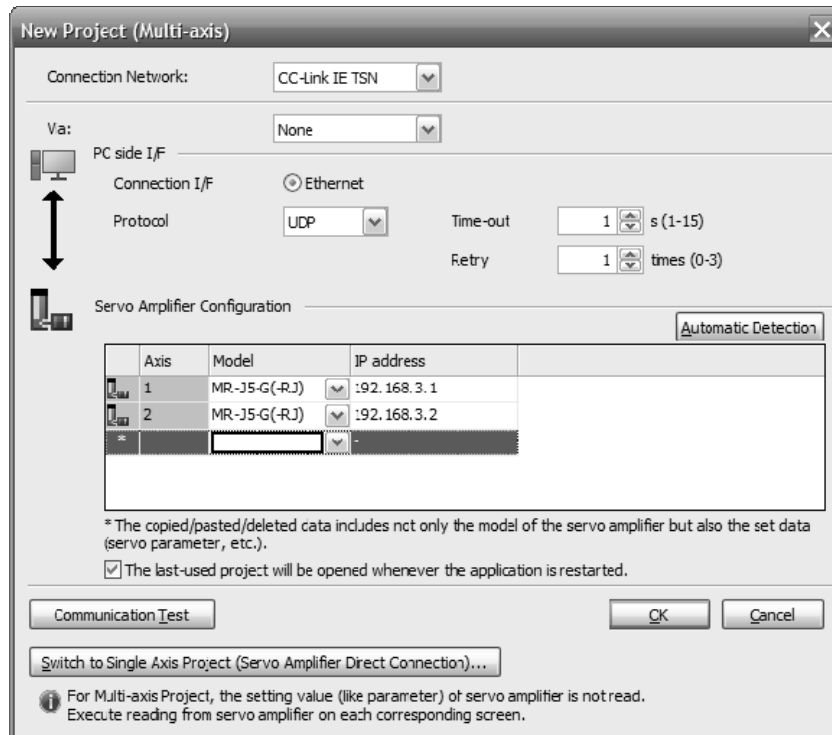 New Project (Multi-axis)
Connection Network: CC-Link IE TSN
Via: None
PC side I/F
Connection I/F Ethernet
Protocol UDP Time-out 1 s (1-15)
Retry 1 times (0-3)
Servo Amplifier Configuration
Automatic Detection
Axis Model IP address
1 MR-J5-G(-RJ) 192.168.3.1
2 MR-J5-G(-RJ) 192.168.3.2
* -
* The copied/pasted/deleted data includes not only the model of the servo amplifier but also the set data
(servo parameter, etc.).
The last-used project will be opened whenever the application is restarted.
Communication Test OK Cancel
Switch to Single Axis Project (Servo Amplifier Direct Connection)...
For Multi-axis Project, the setting value (like parameter) of servo amplifier is not read.
Execute reading from servo amplifier on each corresponding screen.